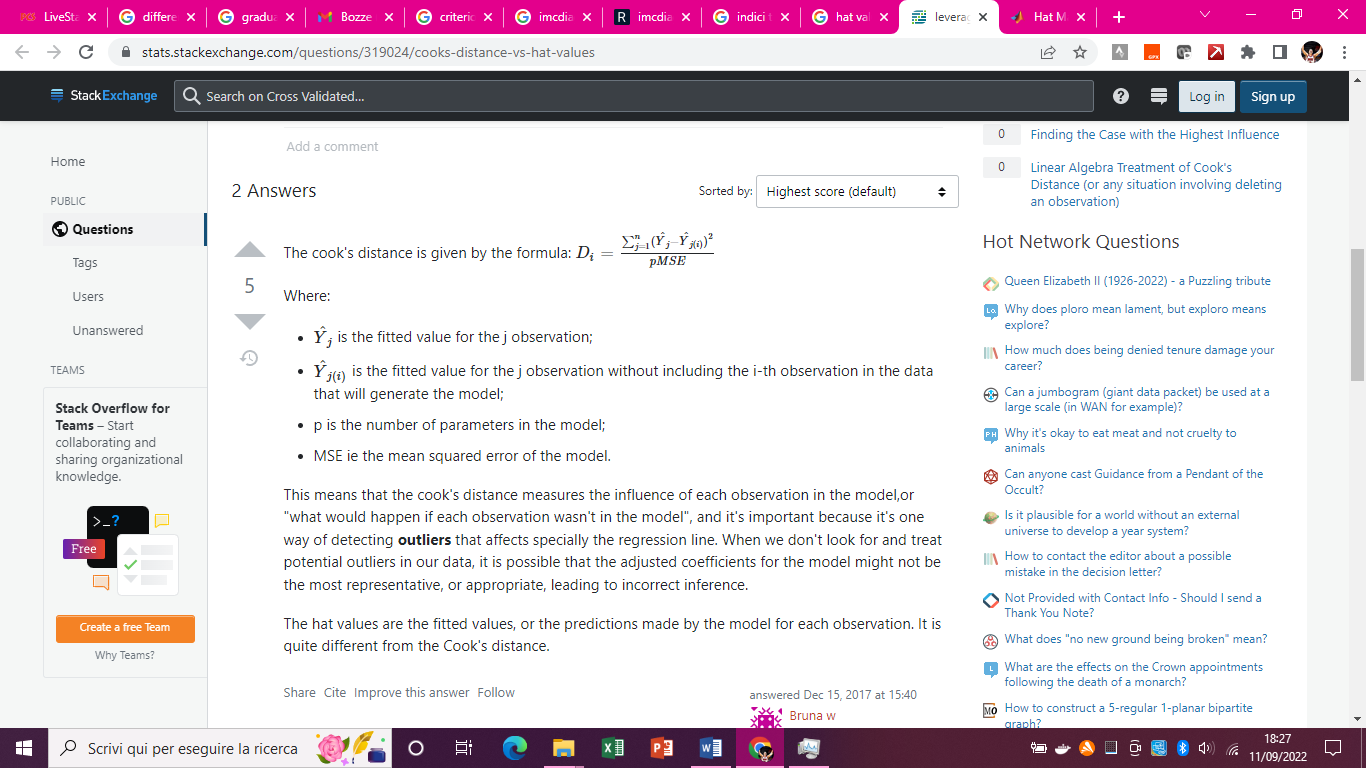 LiveSta
differe
gradua
Bozze
criteric
imcdia
imcdia
indici t
hat val
leverag
Hat M
stats.stackexchange.com/questions/319024/cooks-distance-vs-hat-values
StackExchange
Search on Cross Validated...
Log in
Sign up
Home
PUBLIC
Questions
Tags
Users
Unanswered
TEAMS
Stack Overflow for
Teams – Start
collaborating and
sharing organizational
knowledge.
>_?
Free
Create a free Team
Why Teams?
Add a comment
2 Answers
Sorted by:
Highest score (default)
5
The cook's distance is given by the formula: D_i = ∑_{j=1}^{n}(Ŷ_j−Ŷ_{j(i)})^2 / pMSE
Where:
• Ŷ_j is the fitted value for the j observation;
• Ŷ_{j(i)} is the fitted value for the j observation without including the i-th observation in the data
that will generate the model;
• p is the number of parameters in the model;
• MSE ie the mean squared error of the model.
This means that the cook's distance measures the influence of each observation in the model,or
"what would happen if each observation wasn't in the model", and it's important because it's one
way of detecting outliers that affects specially the regression line. When we don't look for and treat
potential outliers in our data, it is possible that the adjusted coefficients for the model might not be
the most representative, or appropriate, leading to incorrect inference.
The hat values are the fitted values, or the predictions made by the model for each observation. It is
quite different from the Cook's distance.
Share Cite Improve this answer Follow
answered Dec 15, 2017 at 15:40
Bruna w
0
Finding the Case with the Highest Influence
0
Linear Algebra Treatment of Cook's
Distance (or any situation involving deleting
an observation)
Hot Network Questions
Queen Elizabeth II (1926-2022) - a Puzzling tribute
Why does ploro mean lament, but exploro means
explore?
How much does being denied tenure damage your
career?
Can a jumbogram (giant data packet) be used at a
large scale (in WAN for example)?
Why it's okay to eat meat and not cruelty to
animals
Can anyone cast Guidance from a Pendant of the
Occult?
Is it plausible for a world without an external
universe to develop a year system?
How to contact the editor about a possible
mistake in the decision letter?
Not Provided with Contact Info - Should I send a
Thank You Note?
What does "no new ground being broken" mean?
What are the effects on the Crown appointments
following the death of a monarch?
How to construct a 5-regular 1-planar bipartite
graph?
Scrivi qui per eseguire la ricerca
18:27
11/09/2022